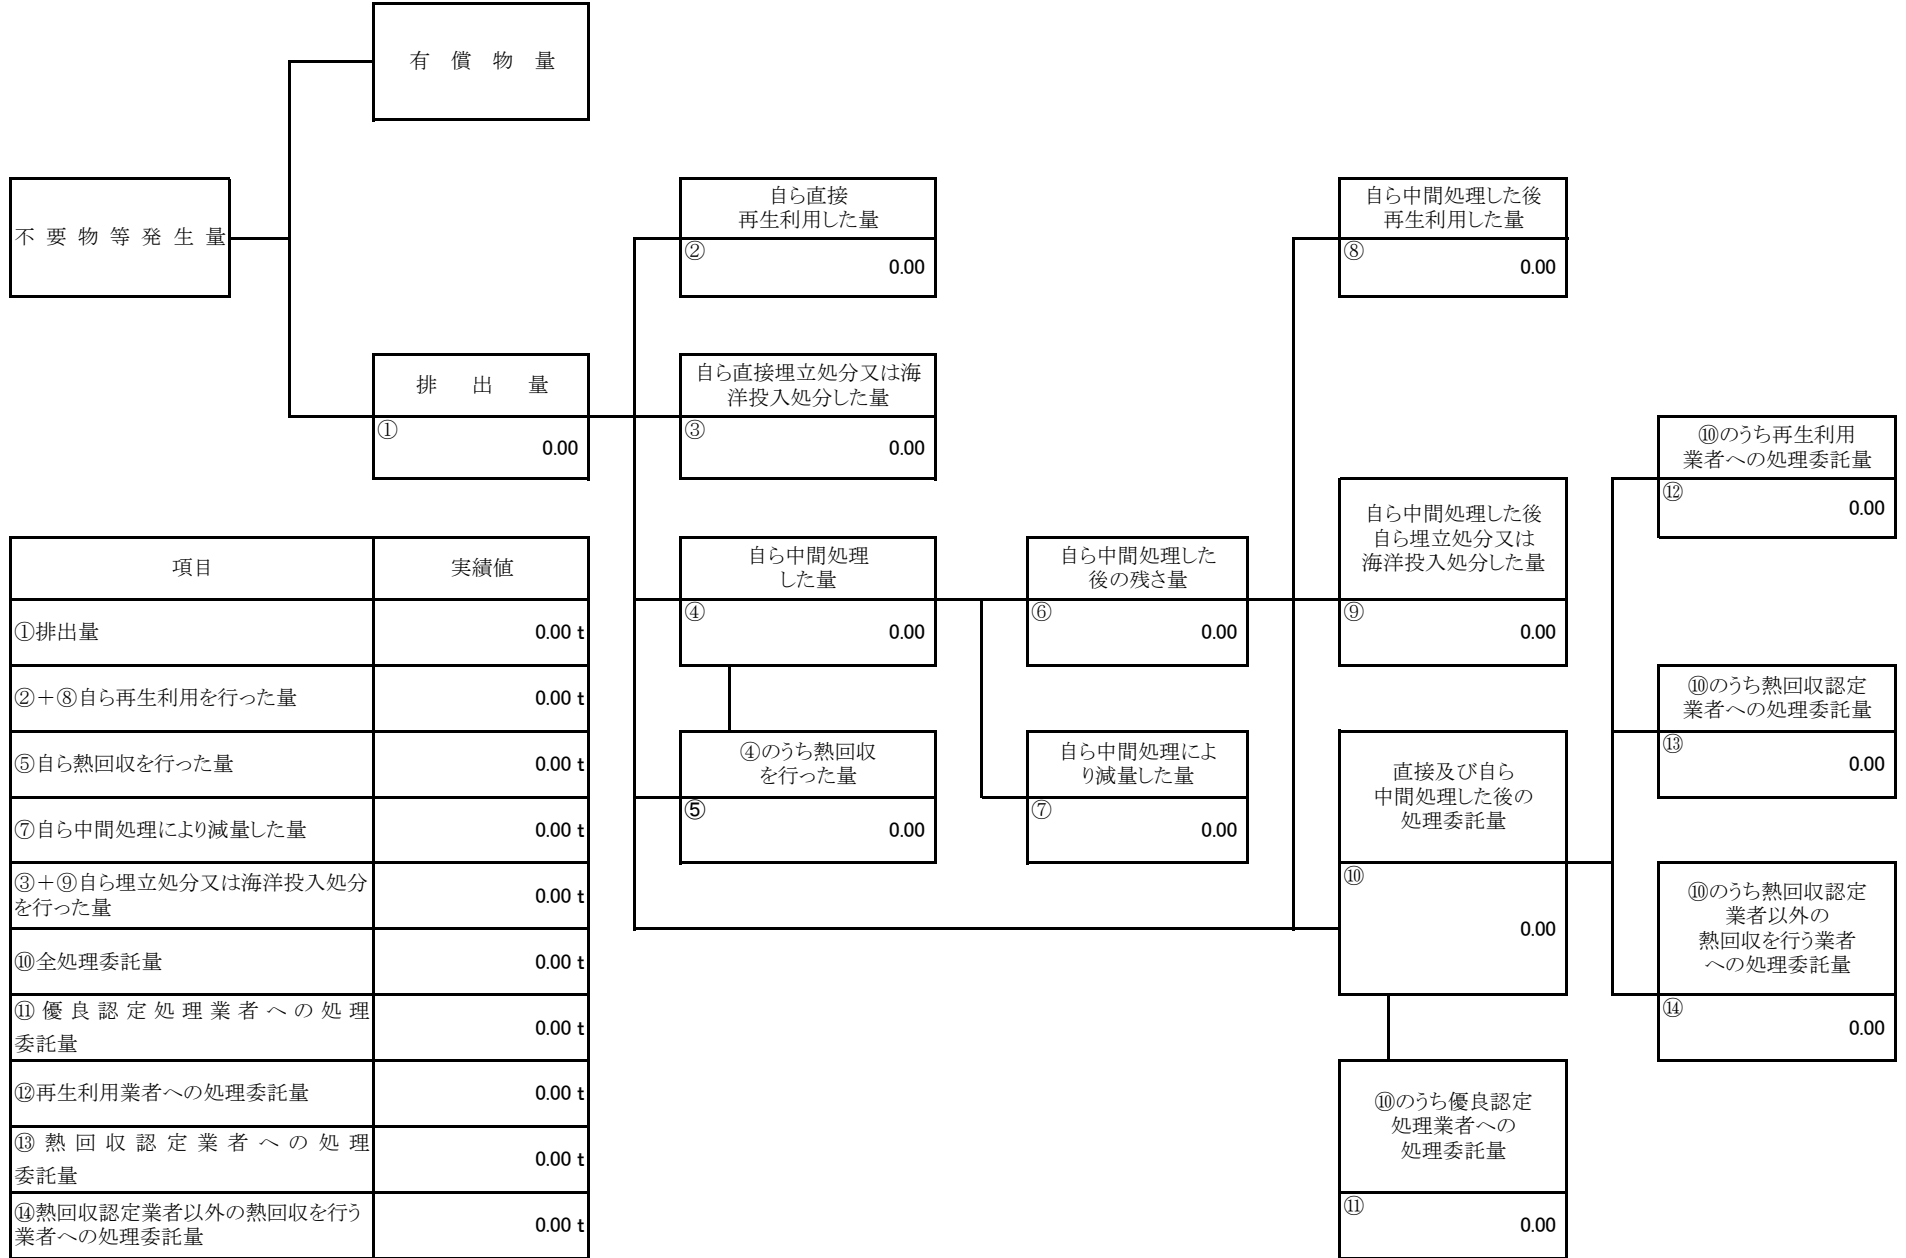 有 償 物 量
不 要 物 等 発 生 量
自ら直接
再生利用した量
②
0.00
自ら中間処理した後
再生利用した量
⑧
0.00
排 出 量
①
0.00
自ら直接埋立処分又は海
洋投入処分した量
③
0.00
⑩のうち再生利用
業者への処理委託量
⑫
0.00
自ら中間処理
した量
④
0.00
自ら中間処理した
後の残さ量
⑥
0.00
自ら中間処理した後
自ら埋立処分又は
海洋投入処分した量
⑨
0.00
⑩のうち熱回収認定
業者への処理委託量
⑬
0.00
④のうち熱回収
を行った量
⑤
0.00
自ら中間処理によ
り減量した量
⑦
0.00
直接及び自ら
中間処理した後の
処理委託量
⑩
0.00
⑩のうち熱回収認定
業者以外の
熱回収を行う業者
への処理委託量
⑭
0.00
⑩のうち優良認定
処理業者への
処理委託量
⑪
0.00
項目 実績値
①排出量 0.00 t
②+⑧自ら再生利用を行った量 0.00 t
⑤自ら熱回収を行った量 0.00 t
⑦自ら中間処理により減量した量 0.00 t
③+⑨自ら埋立処分又は海洋投入処分
を行った量 0.00 t
⑩全処理委託量 0.00 t
⑪優良認定処理業者への処理
委託量 0.00 t
⑫再生利用業者への処理委託量 0.00 t
⑬熱回収認定業者への処理
委託量 0.00 t
⑭熱回収認定業者以外の熱回収を行う
業者への処理委託量 0.00 t